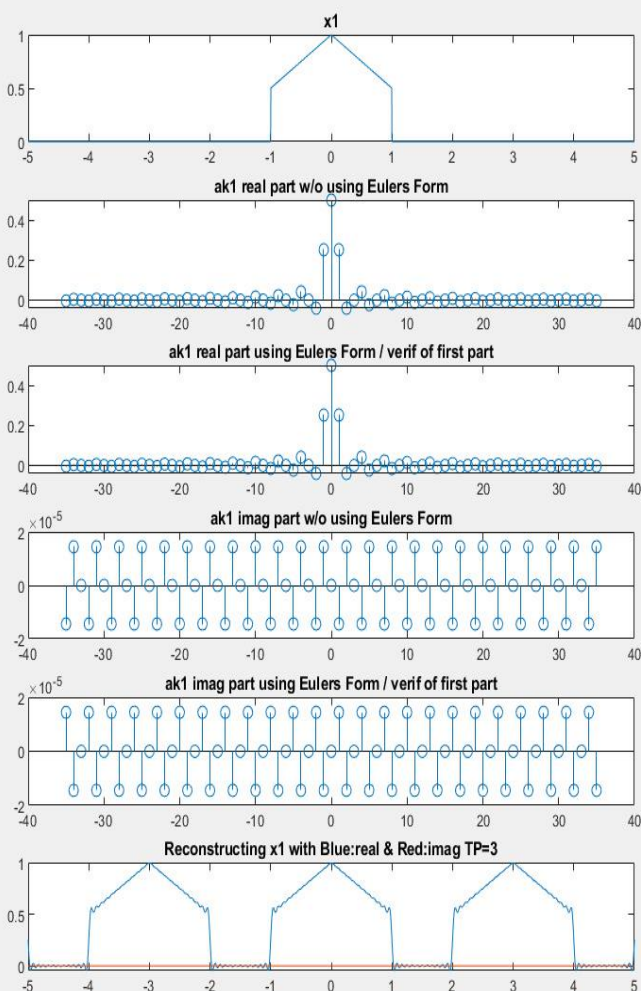 x1
1
0.5
0
-5 -4 -3 -2 -1 0 1 2 3 4 5
ak1 real part w/o using Eulers Form
0.4
0.2
0
-40 -30 -20 -10 0 10 20 30 40
ak1 real part using Eulers Form / verif of first part
0.4
0.2
0
-40 -30 -20 -10 0 10 20 30 40
×10-5
ak1 imag part w/o using Eulers Form
2
0
-2
-40 -30 -20 -10 0 10 20 30 40
×10-5
ak1 imag part using Eulers Form / verif of first part
2
0
-2
-40 -30 -20 -10 0 10 20 30 40
Reconstructing x1 with Blue:real & Red:imag TP=3
1
0.5
0
-5 -4 -3 -2 -1 0 1 2 3 4 5